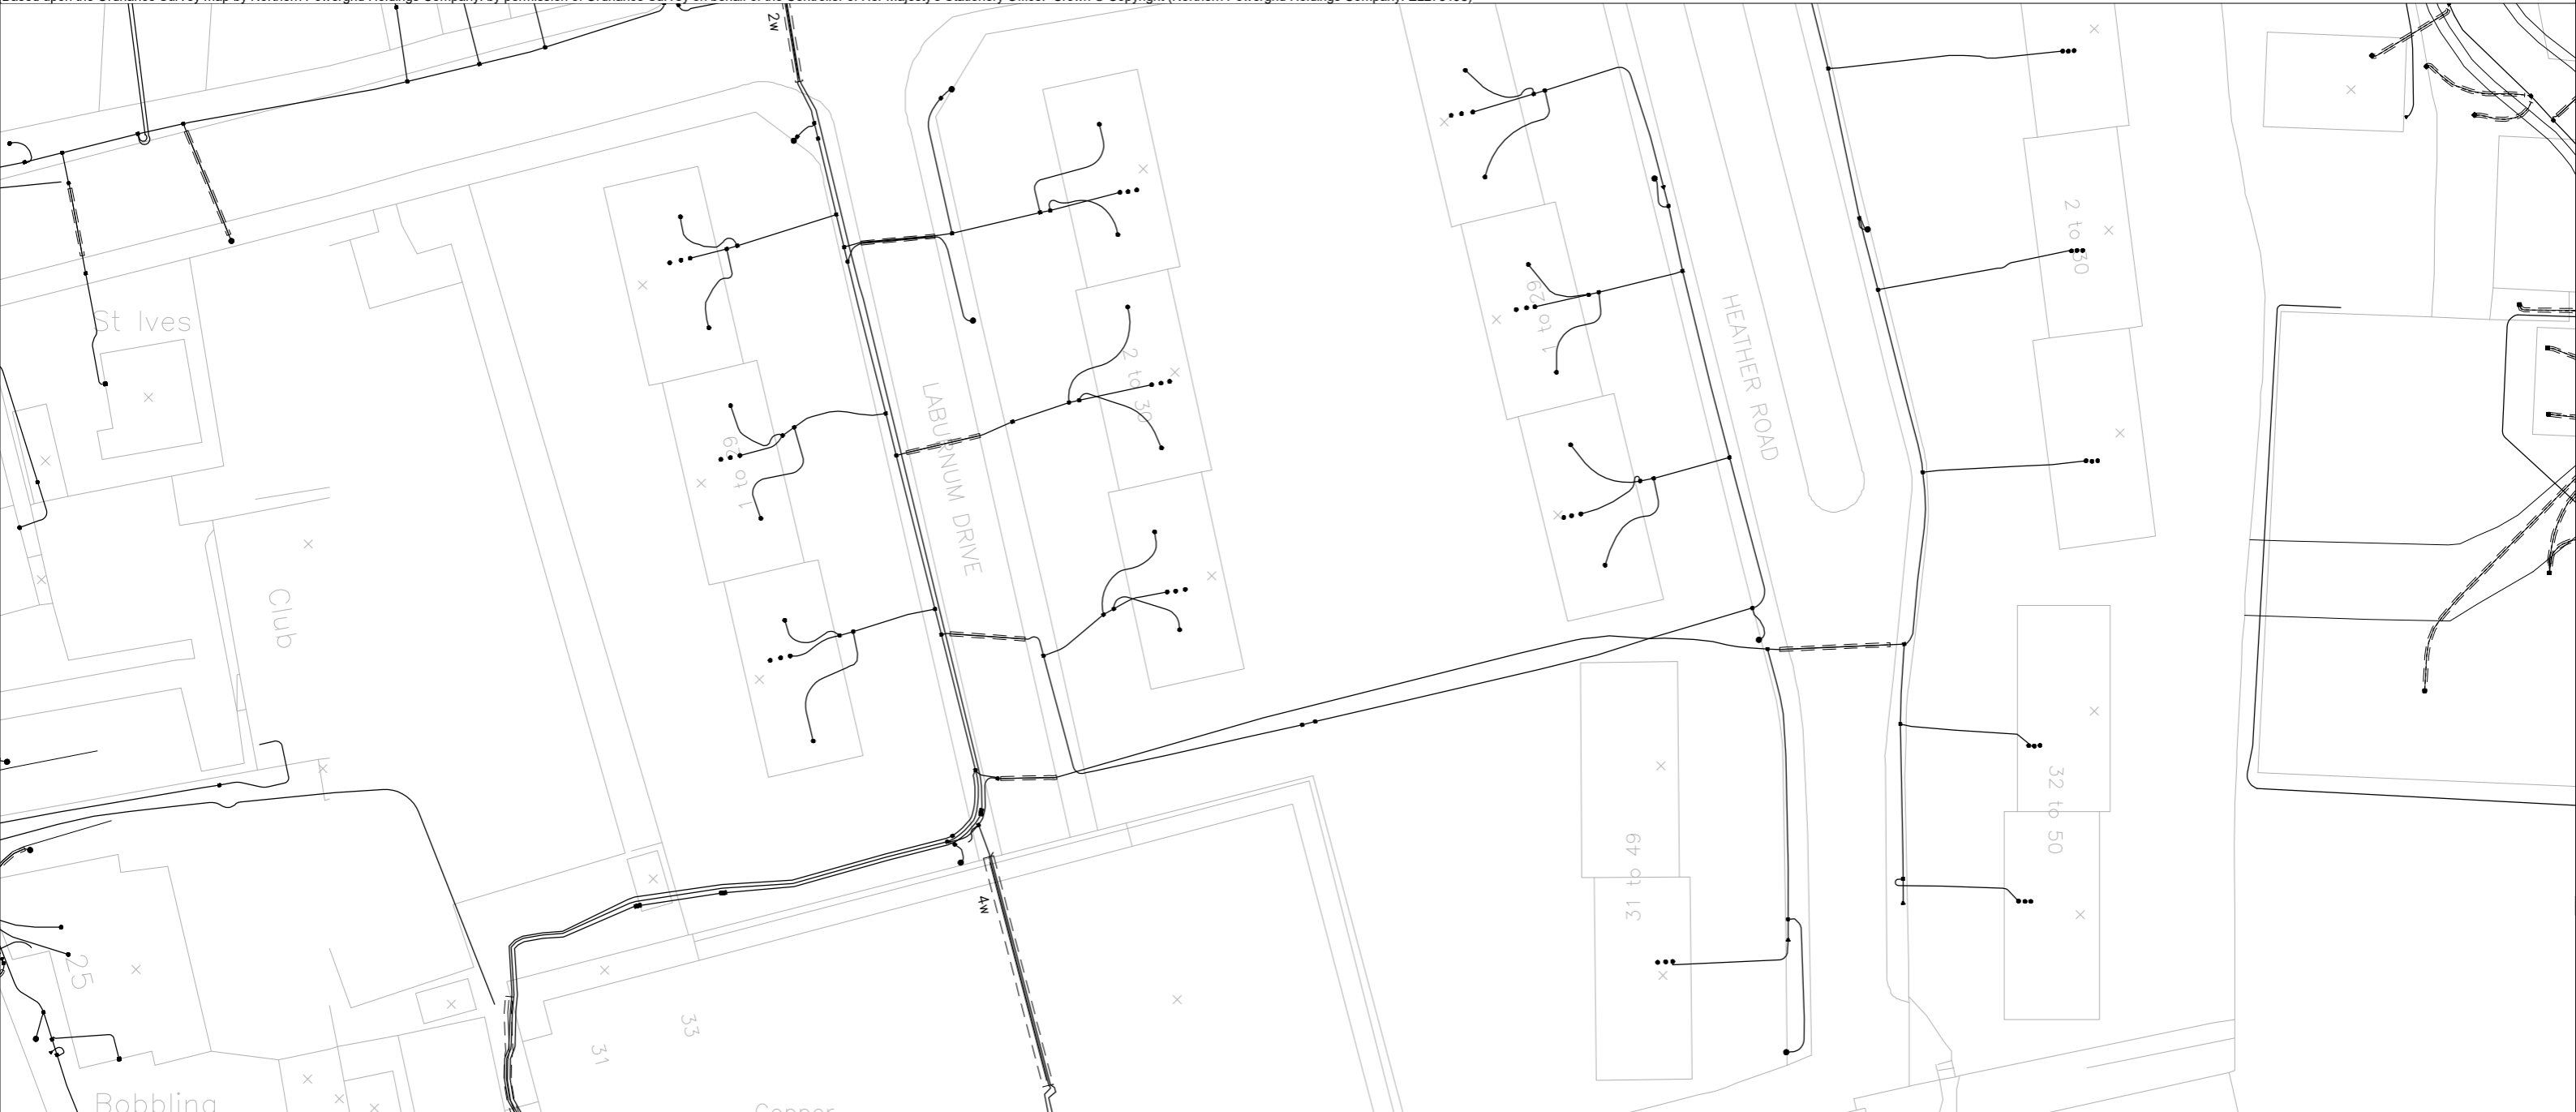 2w
St Ives
LABURNUM DRIVE
2 to 30
1 to 29
Club
1 to 29
HEATHER ROAD
2 to 30
31 to 49
32 to 50
4w
25
33
31
Bobbling